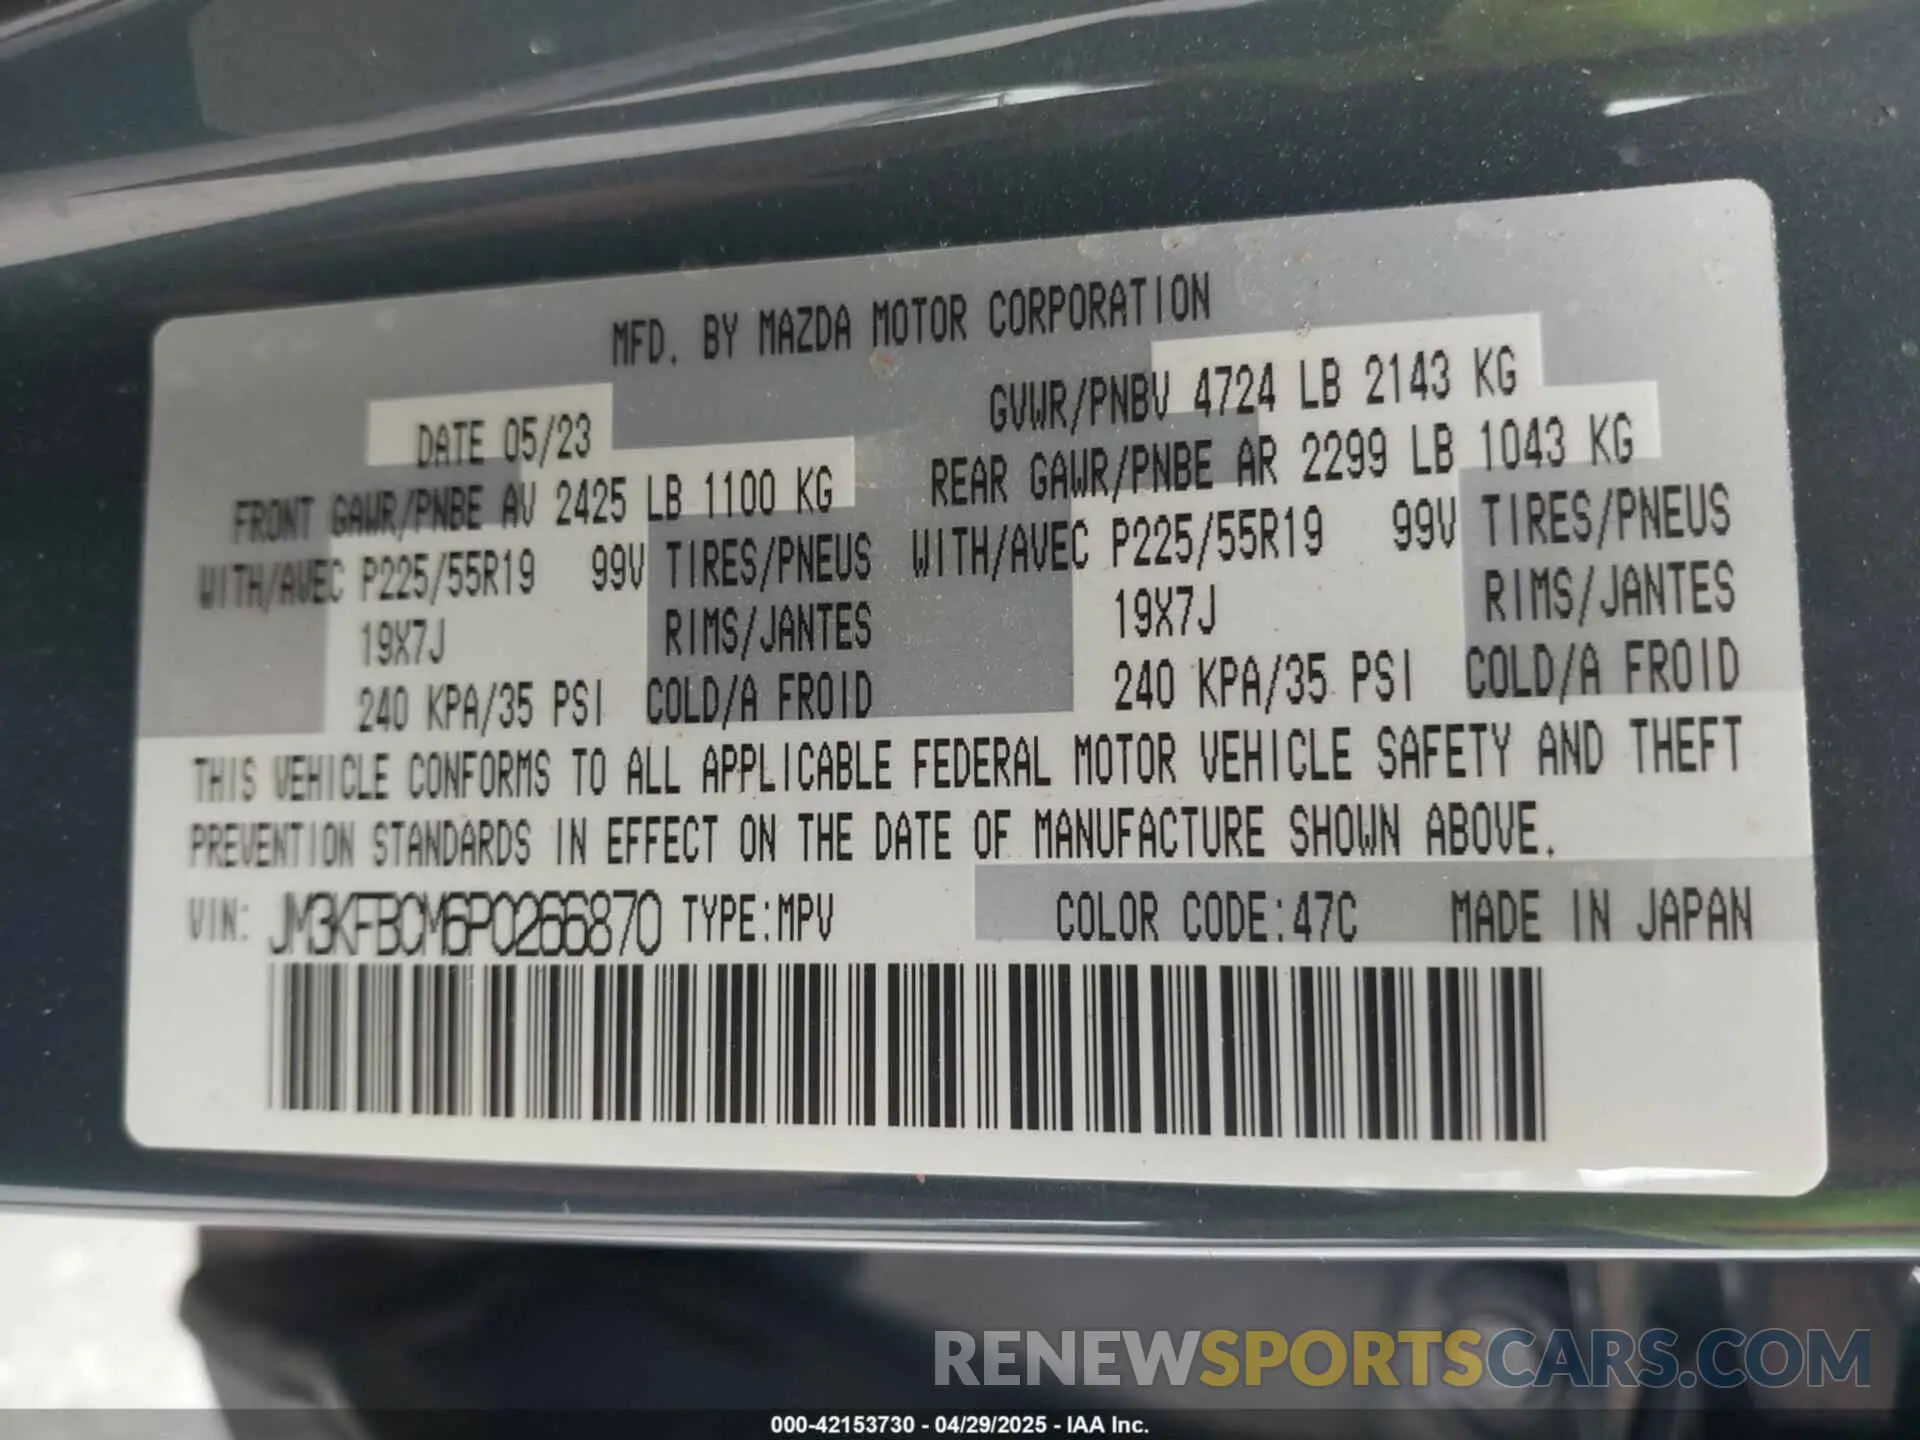 MFD. BY MAZDA MOTOR CORPORATION
DATE 05/23 GVWR/PNBV 4724 LB 2143 KG
FRONT GAWR/PNBE AV 2425 LB 1100 KG REAR GAWR/PNBE AR 2299 LB 1043 KG
WITH/AVEC P225/55R19 99V TIRES/PNEUS WITH/AVEC P225/55R19 99V TIRES/PNEUS
19X7J RIMS/JANTES 19X7J RIMS/JANTES
240 KPA/35 PSI COLD/A FROID 240 KPA/35 PSI COLD/A FROID
THIS VEHICLE CONFORMS TO ALL APPLICABLE FEDERAL MOTOR VEHICLE SAFETY AND THEFT
PREVENTION STANDARDS IN EFFECT ON THE DATE OF MANUFACTURE SHOWN ABOVE.
VIN: JM3KFBCM6P0266870 TYPE:MPV COLOR CODE:47C MADE IN JAPAN
RENEWSPORTSCARS.COM
000-42153730 - 04/29/2025 - IAA Inc.